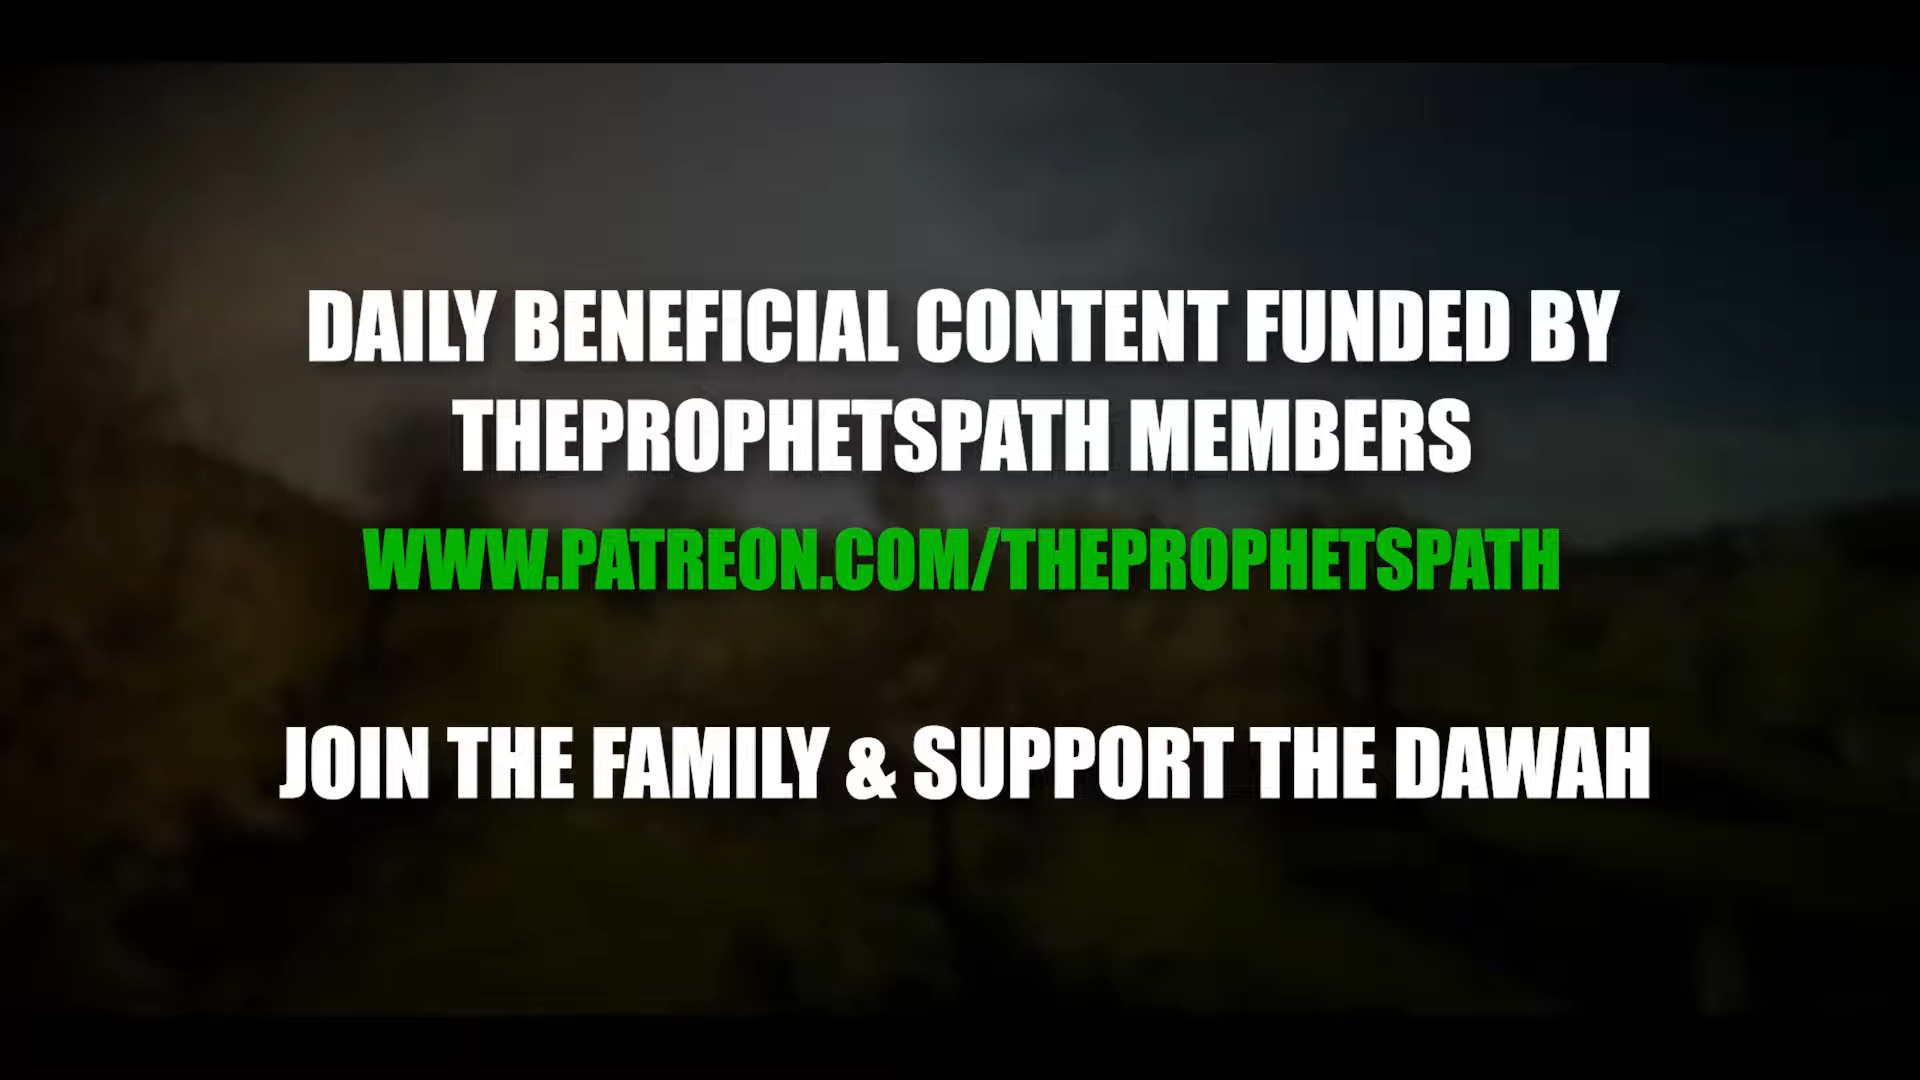 DAILY BENEFICIAL CONTENT FUNDED BY
THEPROPHETSPATH MEMBERS
WWW.PATREON.COM/THEPROPHETSPATH
JOIN THE FAMILY & SUPPORT THE DAWAH